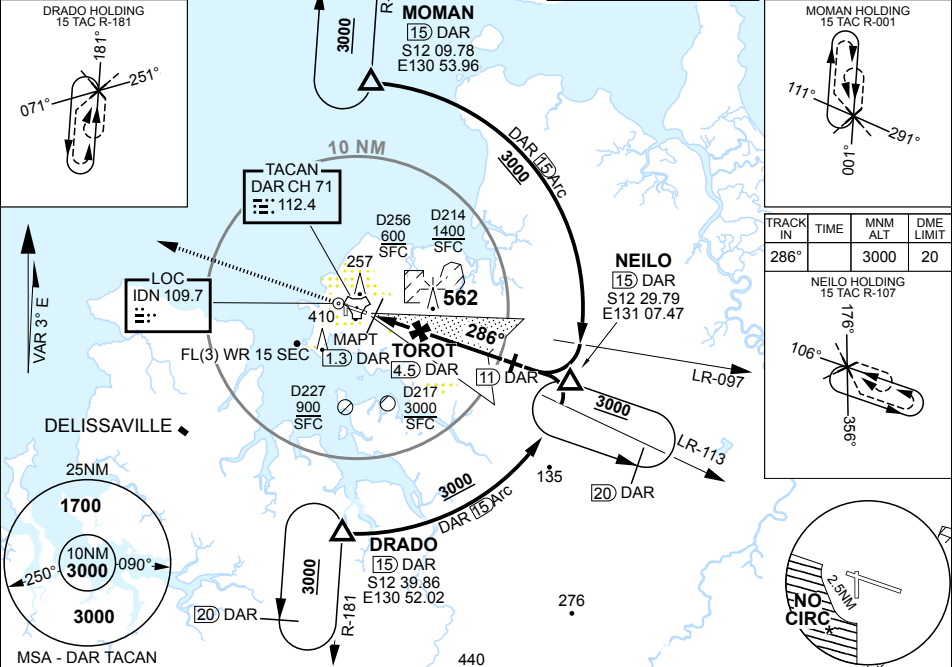 DRADO HOLDING
15 TAC R-181
181°
071°
251°
R-
3000
MOMAN
15 DAR
S12 09.78
E130 53.96
MOMAN HOLDING
15 TAC R-001
111°
291°
001°
DAR 15 Arc
3000
10 NM
TACAN
DAR CH 71
112.4
D256
600
SFC
D214
1400
SFC
257
562
NEILO
15 DAR
S12 29.79
E131 07.47
TRACK IN
TIME
MNM ALT
DME LIMIT
286°
3000
20
NEILO HOLDING
15 TAC R-107
176°
106°
356°
VAR 3° E
LOC
IDN 109.7
410
MAPT
1.3 DAR
FL(3) WR 15 SEC
TOROT
4.5 DAR
286°
11 DAR
LR-097
3000
LR-113
20 DAR
D227
900
SFC
D217
3000
SFC
DELISSAVILLE
25NM
1700
10NM
3000
250°
090°
3000
MSA - DAR TACAN
135
3000
DAR 15 Arc
DRADO
15 DAR
S12 39.86
E130 52.02
3000
R-181
20 DAR
276
440
2.5NM
NO
CIRC
*